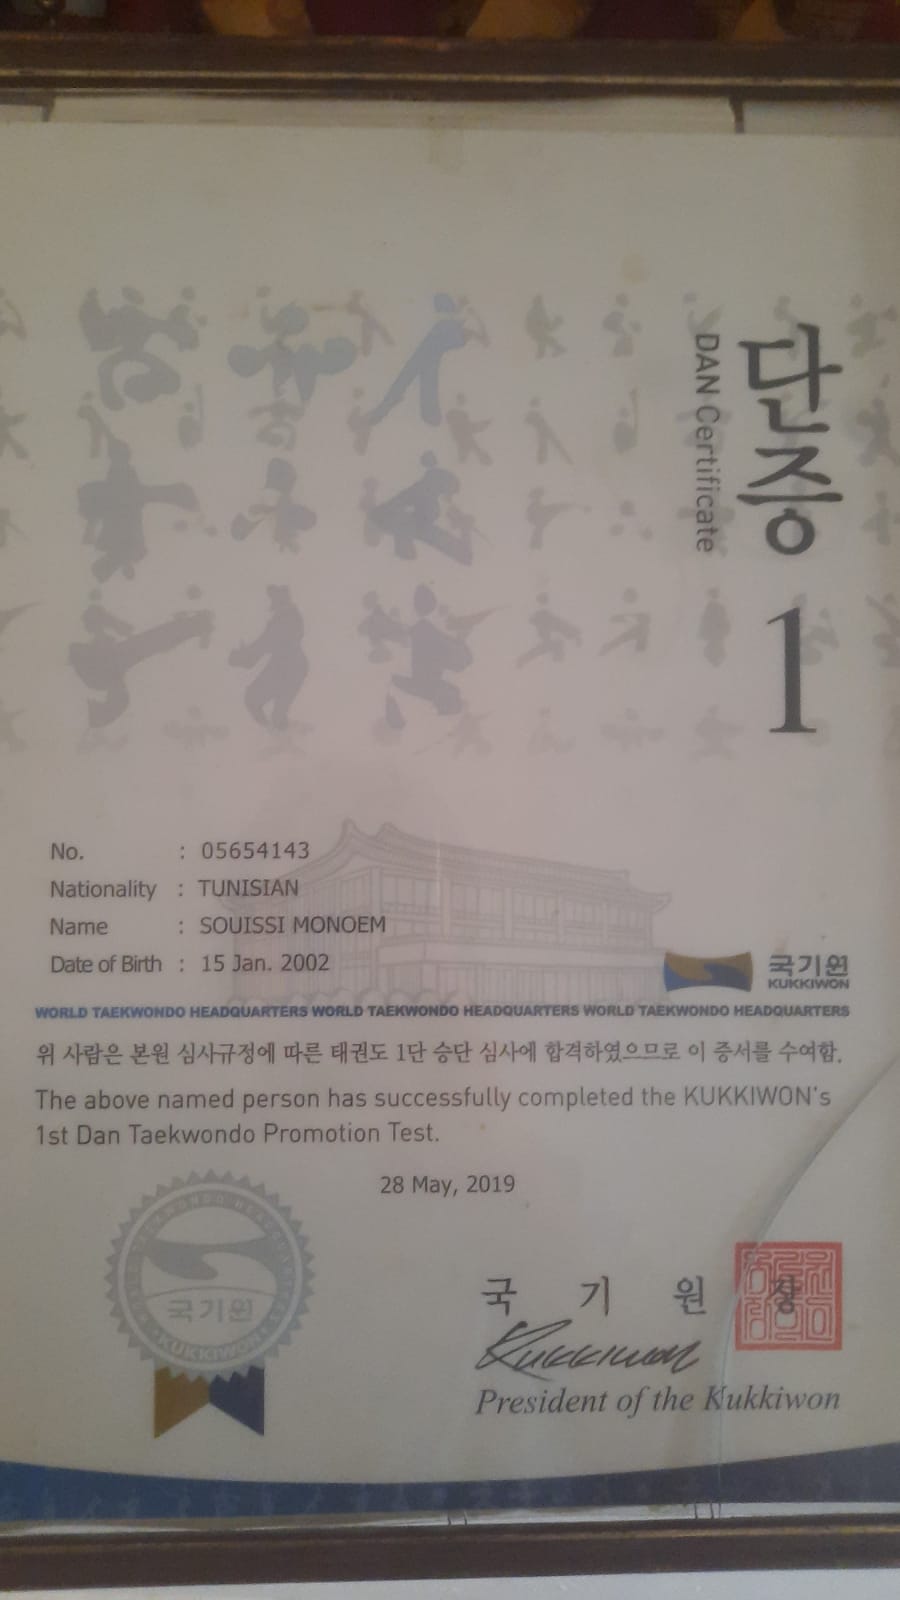 단증
DAN Certificate
1
No. : 05654143
Nationality : TUNISIAN
Name : SOUISSI MONOEM
Date of Birth : 15 Jan. 2002
국기원
KUKKIWON
WORLD TAEKWONDO HEADQUARTERS WORLD TAEKWONDO HEADQUARTERS WORLD TAEKWONDO HEADQUARTERS
위 사람은 본원 심사규정에 따른 태권도 1단 승단 심사에 합격하였으므로 이 증서를 수여함.
The above named person has successfully completed the KUKKIWON's
1st Dan Taekwondo Promotion Test.
28 May, 2019
국기원
KUKKIWON
국 기 원 장
Kukkiwon
President of the Kukkiwon